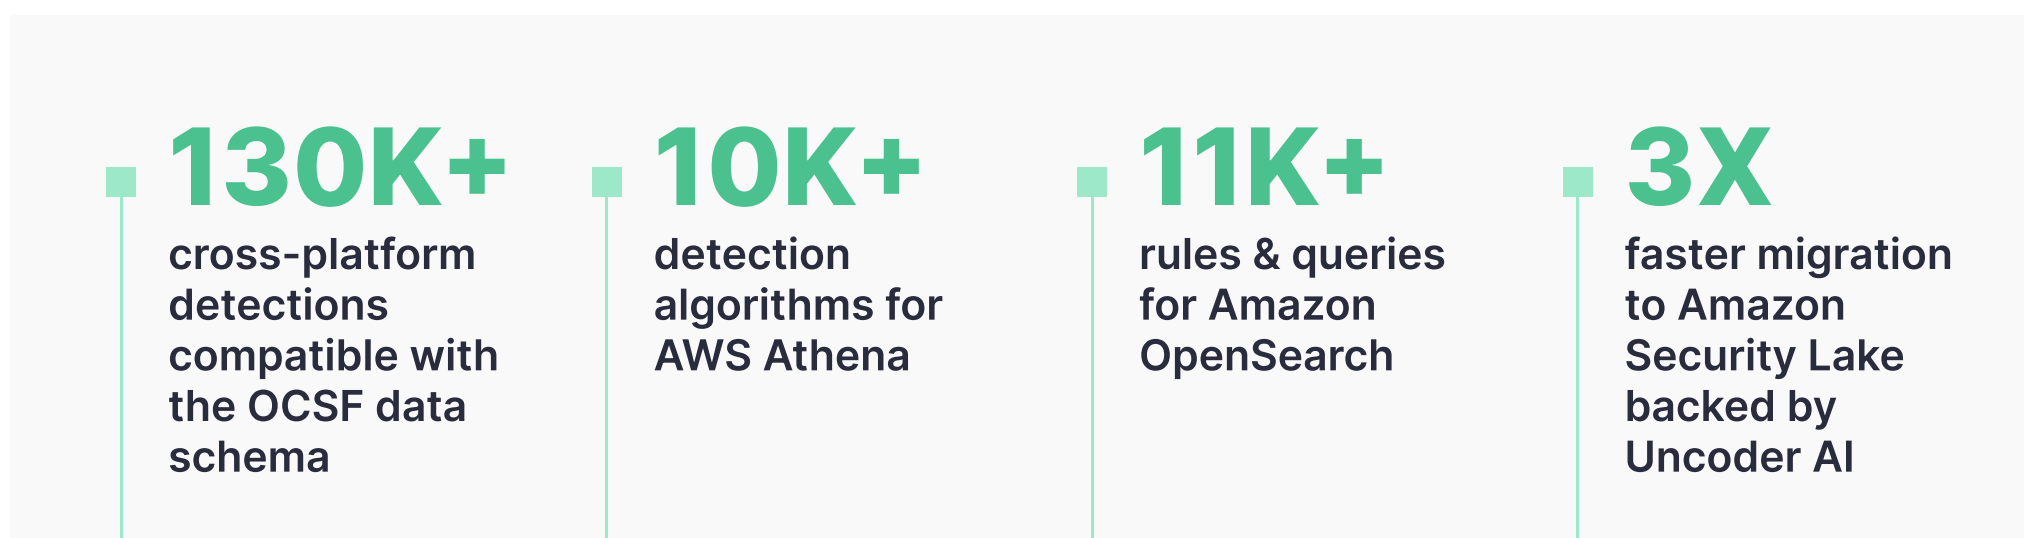 130K+
cross-platform
detections
compatible with
the OCSF data
schema
10K+
detection
algorithms for
AWS Athena
11K+
rules & queries
for Amazon
OpenSearch
3X
faster migration
to Amazon
Security Lake
backed by
Uncoder AI